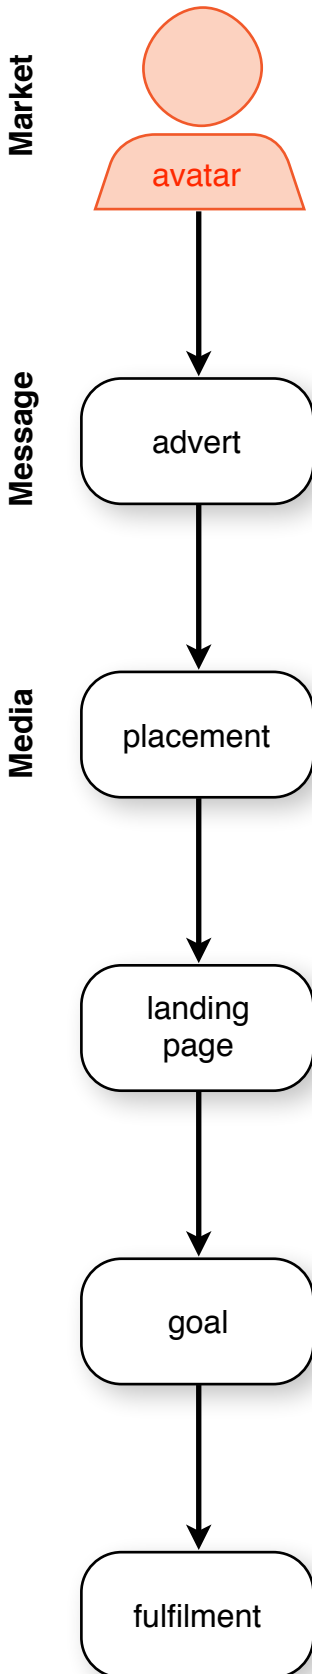 Market
avatar
Message
advert
Media
placement
landing
page
goal
fulfilment